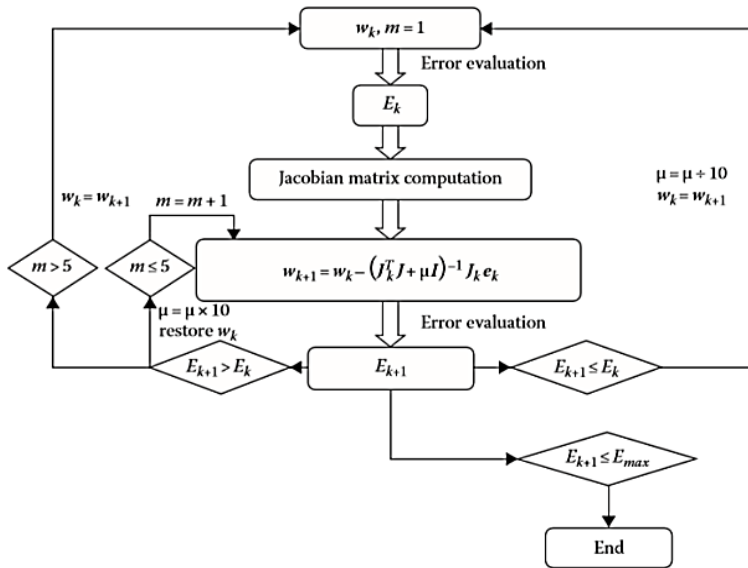 w_k, m = 1
Error evaluation
E_k
Jacobian matrix computation
μ = μ ÷ 10
w_k = w_{k+1}
w_k = w_{k+1}
m = m + 1
m > 5
m ≤ 5
w_{k+1} = w_k − (J_k^T J + μI)^{−1} J_k e_k
μ = μ × 10
restore w_k
Error evaluation
E_{k+1} > E_k
E_{k+1}
E_{k+1} ≤ E_k
E_{k+1} ≤ E_{max}
End